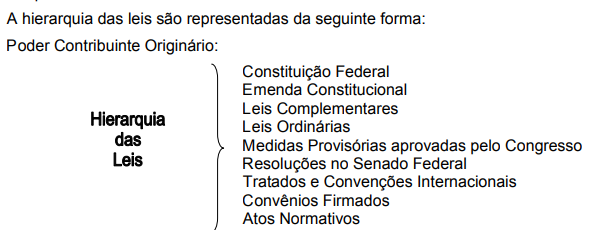 A hierarquia das leis são representadas da seguinte forma:
Poder Contribuinte Originário:
Hierarquia
das
Leis
Constituição Federal
Emenda Constitucional
Leis Complementares
Leis Ordinárias
Medidas Provisórias aprovadas pelo Congresso
Resoluções no Senado Federal
Tratados e Convenções Internacionais
Convênios Firmados
Atos Normativos